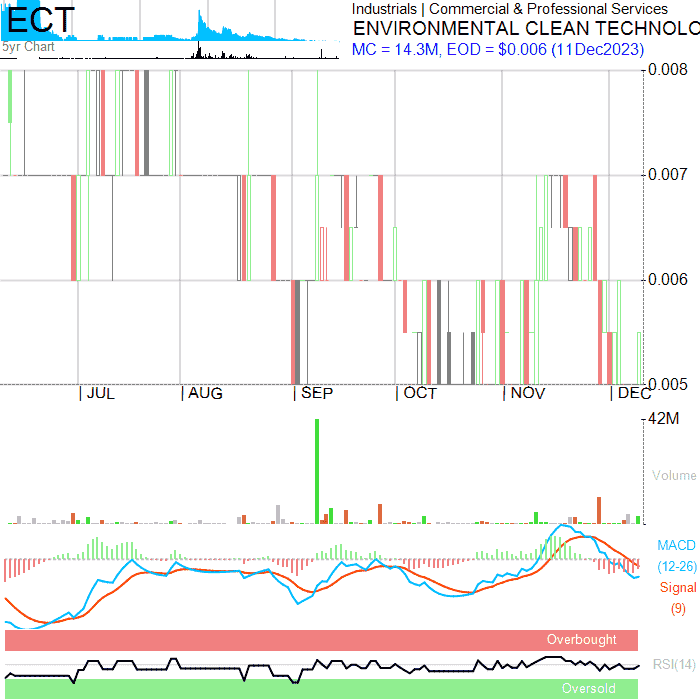 ECT
5yr Chart
Industrials | Commercial & Professional Services
ENVIRONMENTAL CLEAN TECHNOLO
MC = 14.3M, EOD = $0.006 (11Dec2023)
0.008
0.007
0.006
0.005
| JUL | AUG | SEP | OCT | NOV | DEC
42M
Volume
MACD
(12-26)
Signal
(9)
Overbought
RSI(14)
Oversold